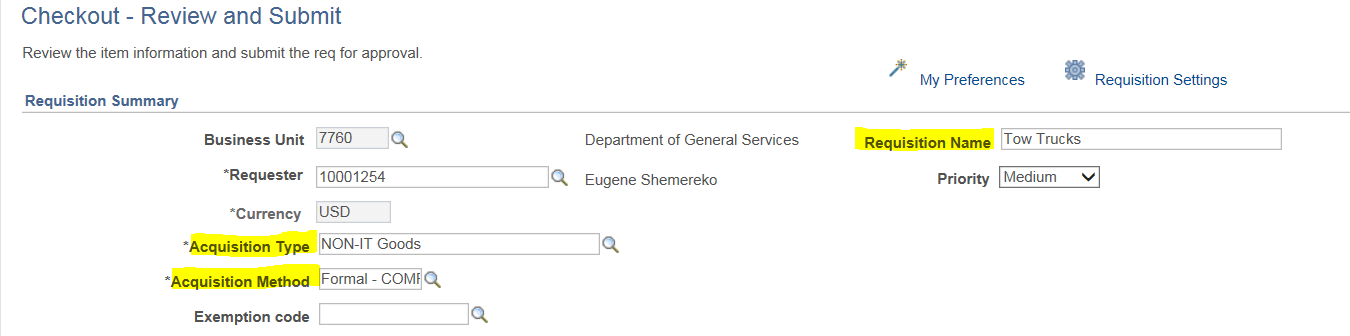 Checkout - Review and Submit
Review the item information and submit the req for approval.
My Preferences Requisition Settings
Requisition Summary
Business Unit 7760 Department of General Services Requisition Name Tow Trucks
*Requester 10001254 Eugene Shemereko Priority Medium
*Currency USD
*Acquisition Type NON-IT Goods
*Acquisition Method Formal - COMP
Exemption code